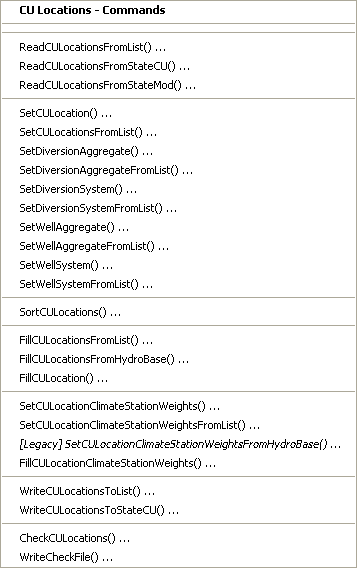 CU Locations - Commands
ReadCULocationsFromList() ...
ReadCULocationsFromStateCU() ...
ReadCULocationsFromStateMod() ...
SetCULocation() ...
SetCULocationsFromList() ...
SetDiversionAggregate() ...
SetDiversionAggregateFromList() ...
SetDiversionSystem() ...
SetDiversionSystemFromList() ...
SetWellAggregate() ...
SetWellAggregateFromList() ...
SetWellSystem() ...
SetWellSystemFromList() ...
SortCULocations() ...
FillCULocationsFromList() ...
FillCULocationsFromHydroBase() ...
FillCULocation() ...
SetCULocationClimateStationWeights() ...
SetCULocationClimateStationWeightsFromList() ...
[Legacy] SetCULocationClimateStationWeightsFromHydroBase() ...
FillCULocationClimateStationWeights() ...
WriteCULocationsToList() ...
WriteCULocationsToStateCU() ...
CheckCULocations() ...
WriteCheckFile() ...